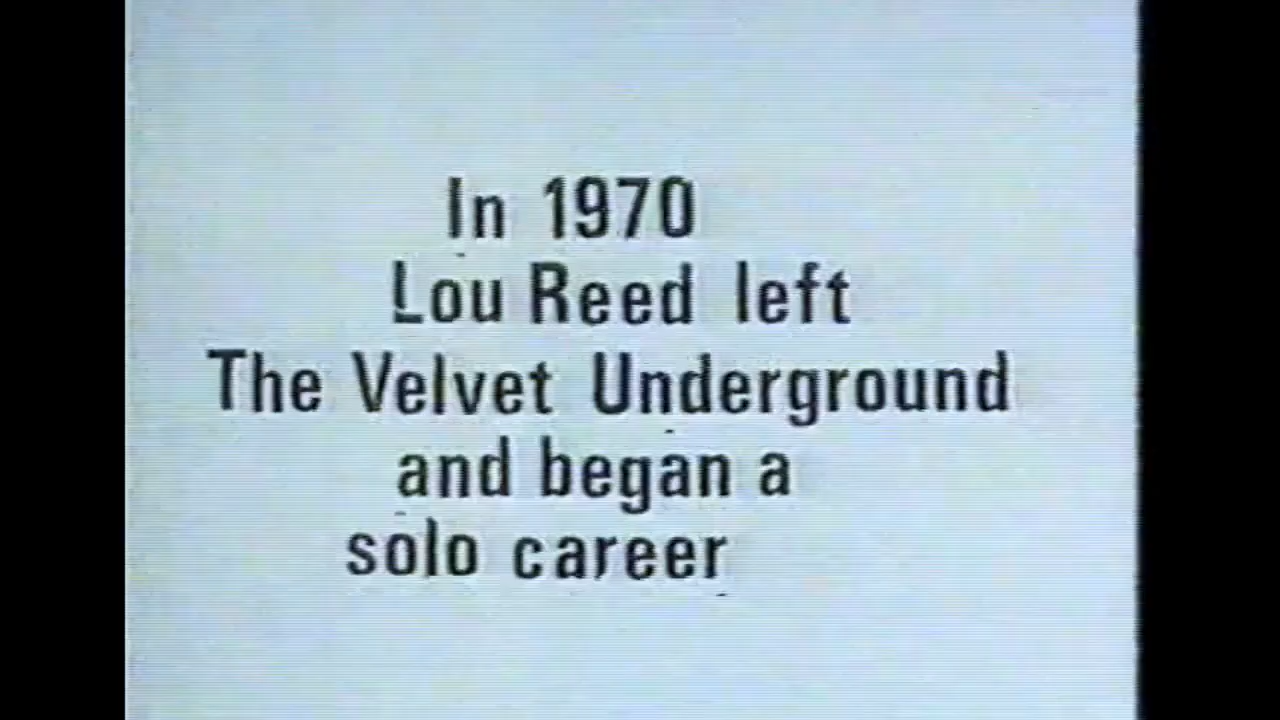 In 1970
Lou Reed left
The Velvet Underground
and began a
solo career